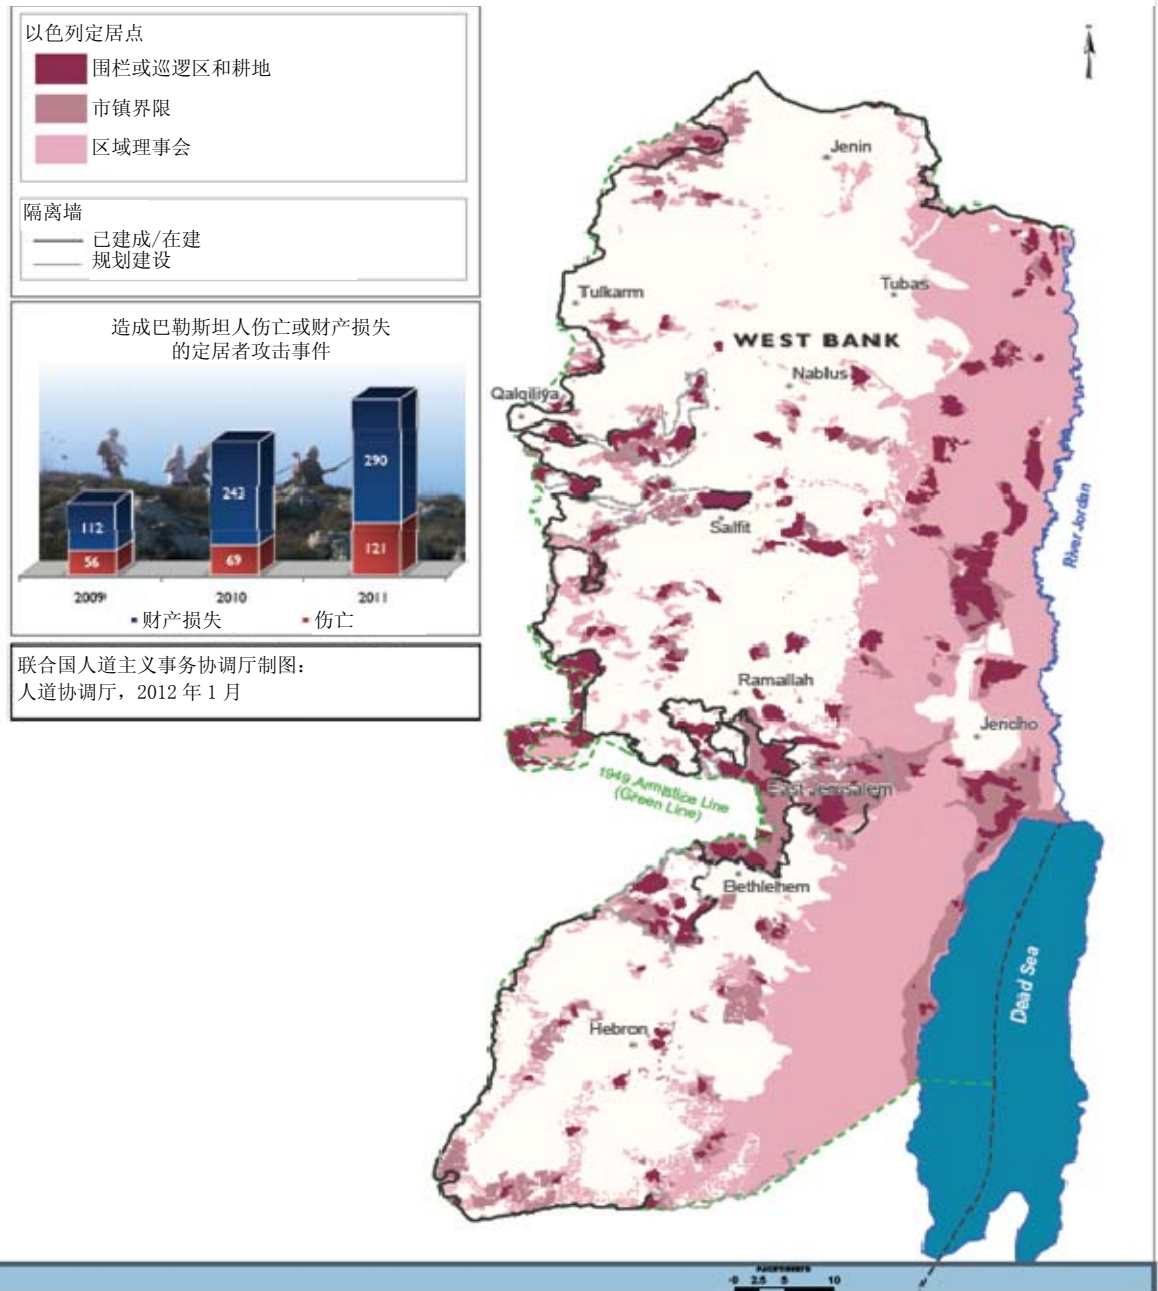 以色列定居点
围栏或巡逻区和耕地
市镇界限
区域理事会
隔离墙
已建成/在建
规划建设
造成巴勒斯坦人伤亡或财产损失
的定居者攻击事件
112
56
243
69
290
121
2009
2010
2011
财产损失
伤亡
联合国人道主义事务协调厅制图：
人道协调厅，2012 年 1 月
Jenin
Tubas
Tulkarm
WEST BANK
Nablus
Qalqiliya
Salfit
River Jordan
Ramallah
Jericho
1949 Armistice Line
(Green Line)
East Jerusalem
Bethlehem
Dead Sea
Hebron
0 2.5 5 10